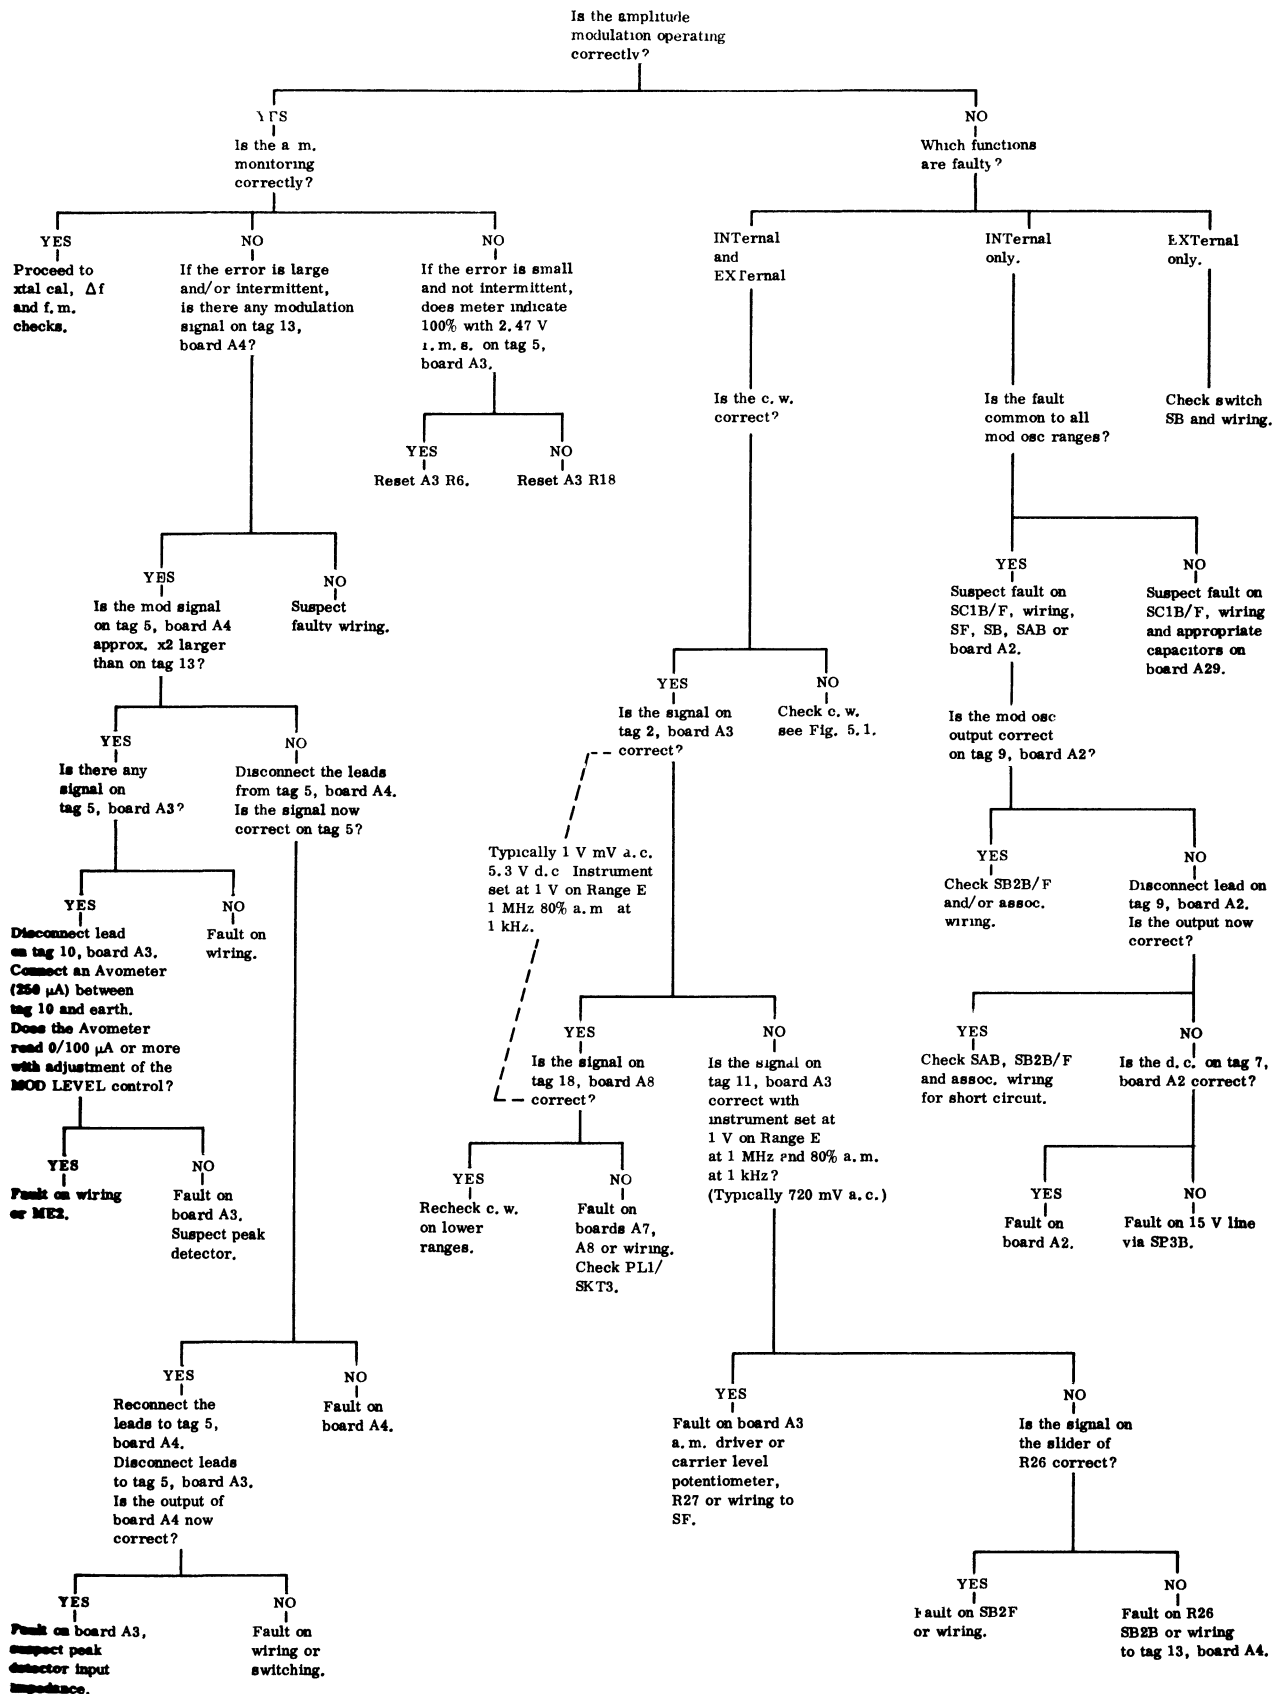 Is the amplitude
modulation operating
correctly?
YES
NO
Is the a m.
monitoring
correctly?
Which functions
are faulty?
YES
NO
NO
Proceed to
xtal cal, Δf
and f.m.
checks.
If the error is large
and/or intermittent,
is there any modulation
signal on tag 13,
board A4?
If the error is small
and not intermittent,
does meter indicate
100% with 2.47 V
r.m.s. on tag 5,
board A3.
YES
NO
Reset A3 R6.
Reset A3 R18
INTernal
and
EXTernal
INTernal
only.
EXTernal
only.
Is the c.w.
correct?
Is the fault
common to all
mod osc ranges?
Check switch
SB and wiring.
YES
NO
Is the mod signal
on tag 5, board A4
approx. x2 larger
than on tag 13?
Suspect
faulty wiring.
YES
NO
Suspect fault on
SC1B/F, wiring,
SF, SB, SAB or
board A2.
Suspect fault on
SC1B/F, wiring
and appropriate
capacitors on
board A29.
YES
NO
Is the signal on
tag 2, board A3
correct?
Check c.w.
see Fig. 5.1.
Is the mod osc
output correct
on tag 9, board A2?
YES
NO
Is there any
signal on
tag 5, board A3?
Disconnect the leads
from tag 5, board A4.
Is the signal now
correct on tag 5?
Typically 1 V mV a.c.
5.3 V d.c Instrument
set at 1 V on Range E
1 MHz 80% a.m at
1 kHz.
YES
NO
Check SB2B/F
and/or assoc.
wiring.
Disconnect lead on
tag 9, board A2.
Is the output now
correct?
YES
NO
Disconnect lead
on tag 10, board A3.
Connect an Avometer
(250 µA) between
tag 10 and earth.
Does the Avometer
read 0/100 µA or more
with adjustment of the
MOD LEVEL control?
Fault on
wiring.
YES
NO
Is the signal on
tag 18, board A8
correct?
Is the signal on
tag 11, board A3
correct with
instrument set at
1 V on Range E
at 1 MHz and 80% a.m.
at 1 kHz?
(Typically 720 mV a.c.)
YES
NO
Check SAB, SB2B/F
and assoc. wiring
for short circuit.
Is the d.c. on tag 7,
board A2 correct?
YES
NO
Fault on wiring
or ME2.
Fault on
board A3.
Suspect peak
detector.
YES
NO
Recheck c.w.
on lower
ranges.
Fault on
boards A7,
A8 or wiring.
Check PL1/
SKT3.
YES
NO
Fault on
board A2.
Fault on 15 V line
via SP3B.
YES
NO
Reconnect the
leads to tag 5,
board A4.
Disconnect leads
to tag 5, board A3.
Is the output of
board A4 now
correct?
Fault on
board A4.
YES
NO
Fault on board A3
a.m. driver or
carrier level
potentiometer,
R27 or wiring to
SF.
Is the signal on
the slider of
R26 correct?
YES
NO
Fault on board A3,
suspect peak
detector input
impedance.
Fault on
wiring or
switching.
YES
NO
Fault on SB2F
or wiring.
Fault on R26
SB2B or wiring
to tag 13, board A4.